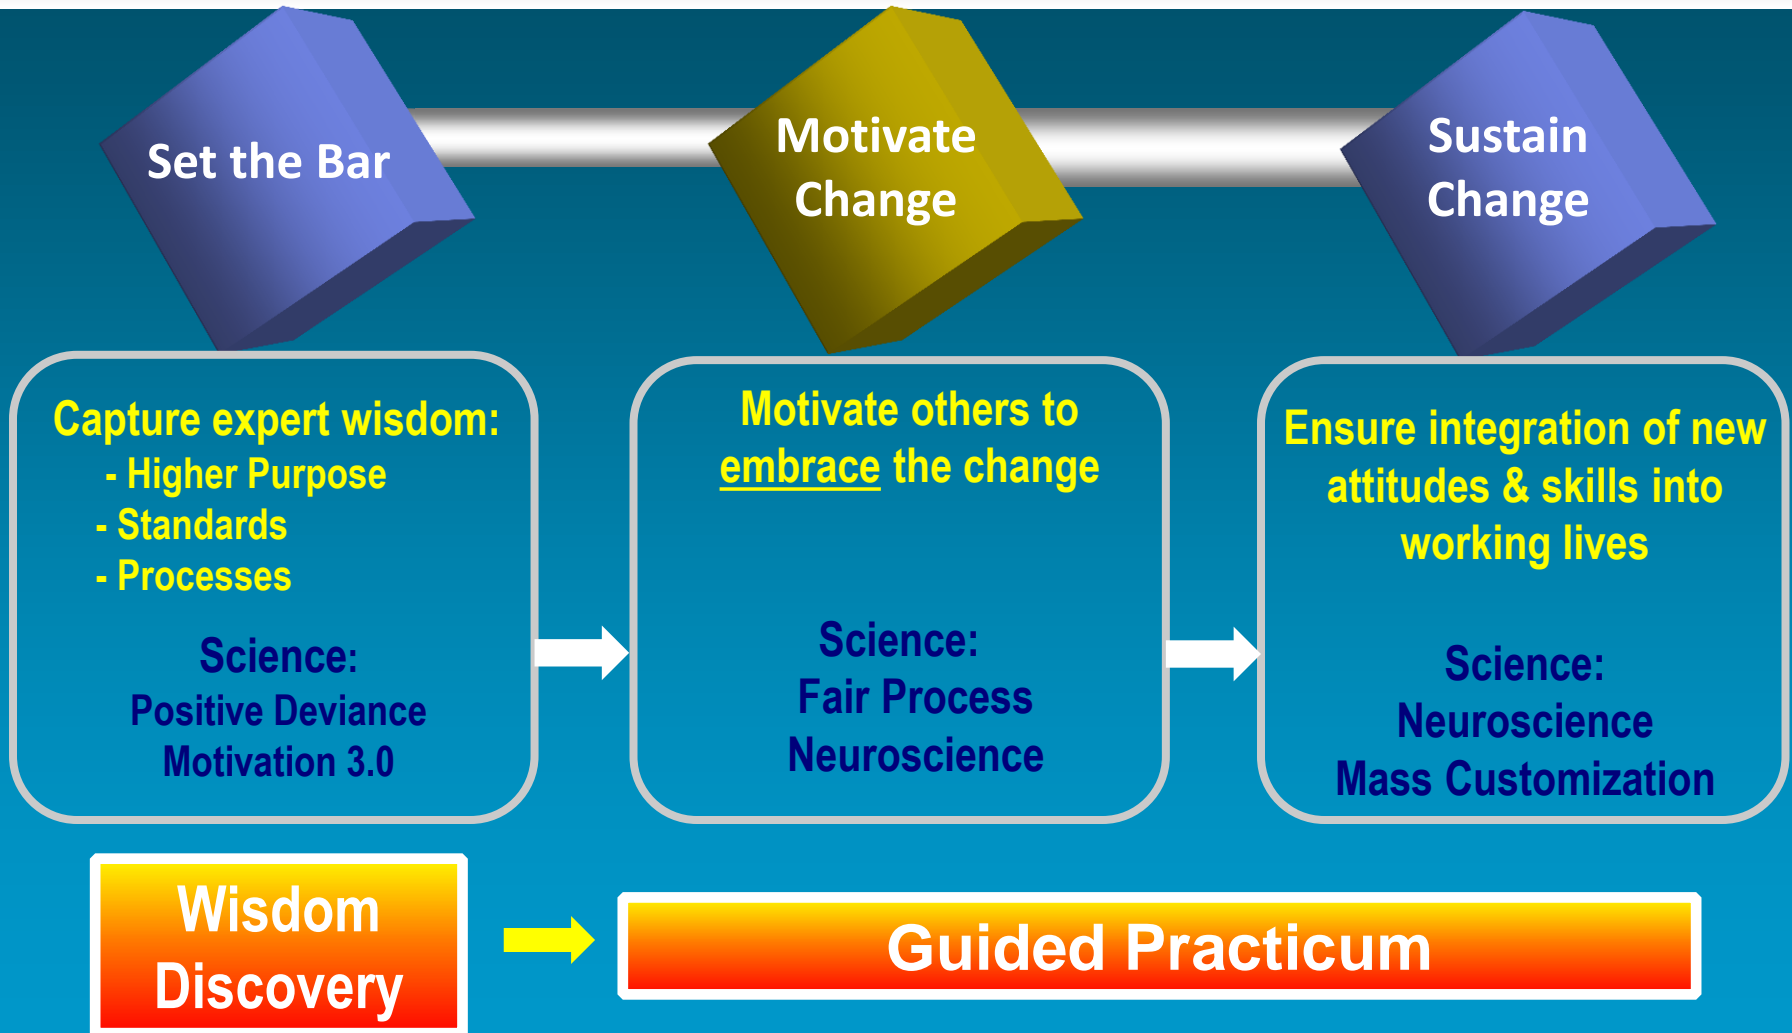 Set the Bar
Motivate
Change
Sustain
Change
Capture expert wisdom:
- Higher Purpose
- Standards
- Processes
Science:
Positive Deviance
Motivation 3.0
Motivate others to
embrace the change
Science:
Fair Process
Neuroscience
Ensure integration of new
attitudes & skills into
working lives
Science:
Neuroscience
Mass Customization
Wisdom
Discovery
Guided Practicum